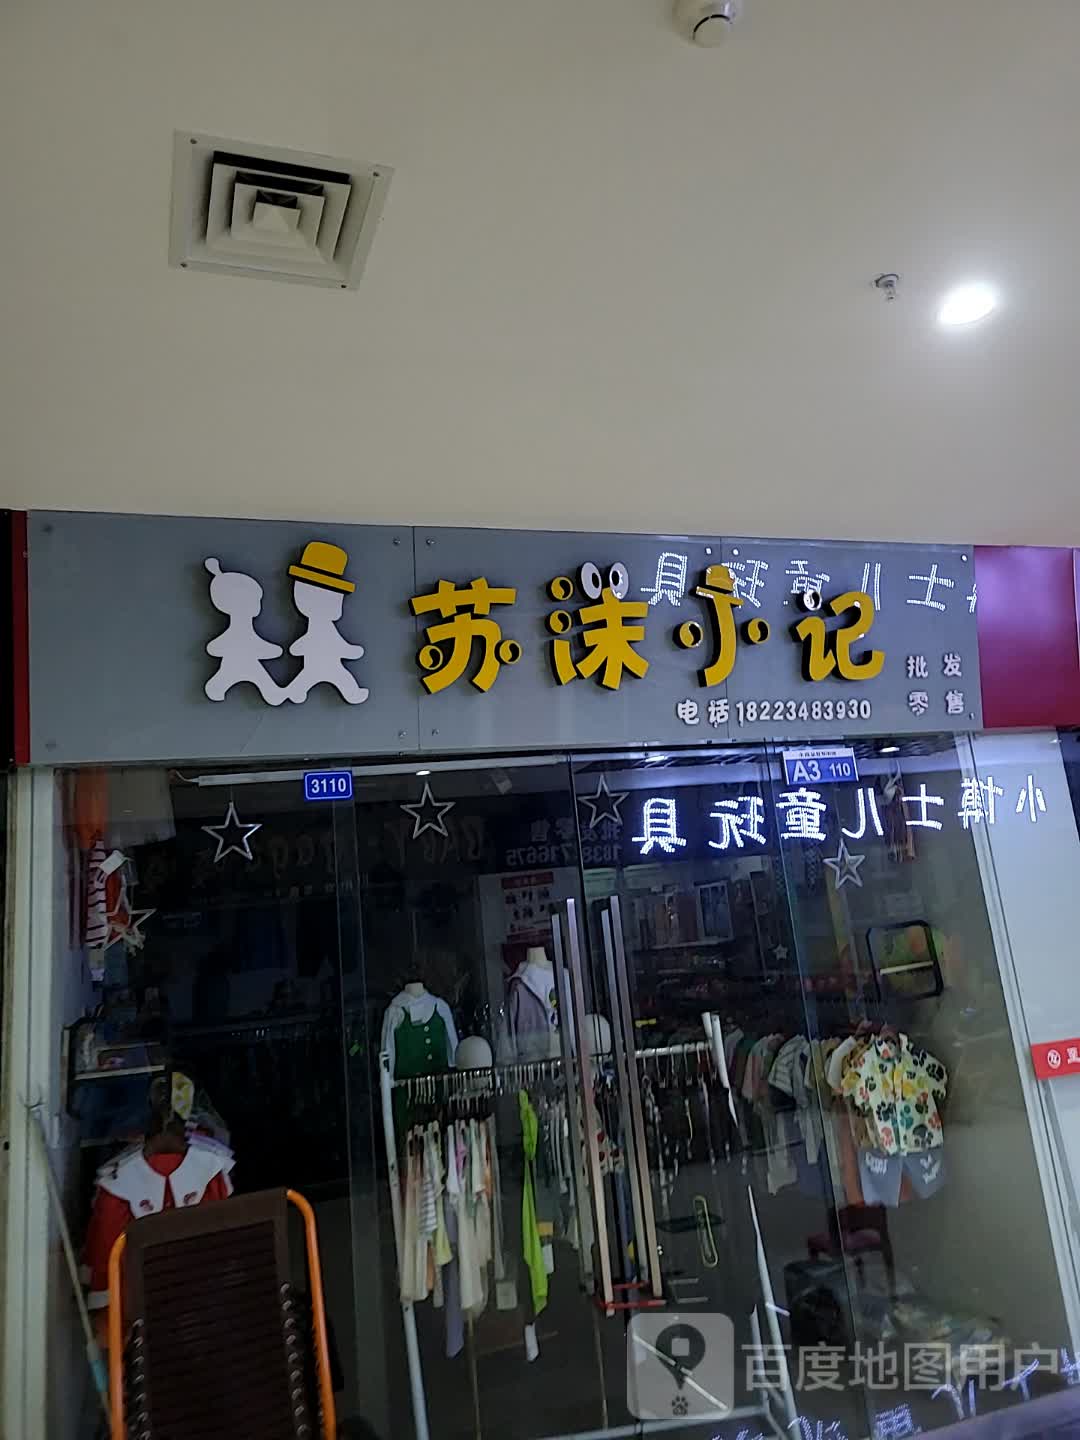 苏沫小记
批发
零售
电话18223483930
3110
A3 110
小博士儿童玩具
百度地图用户